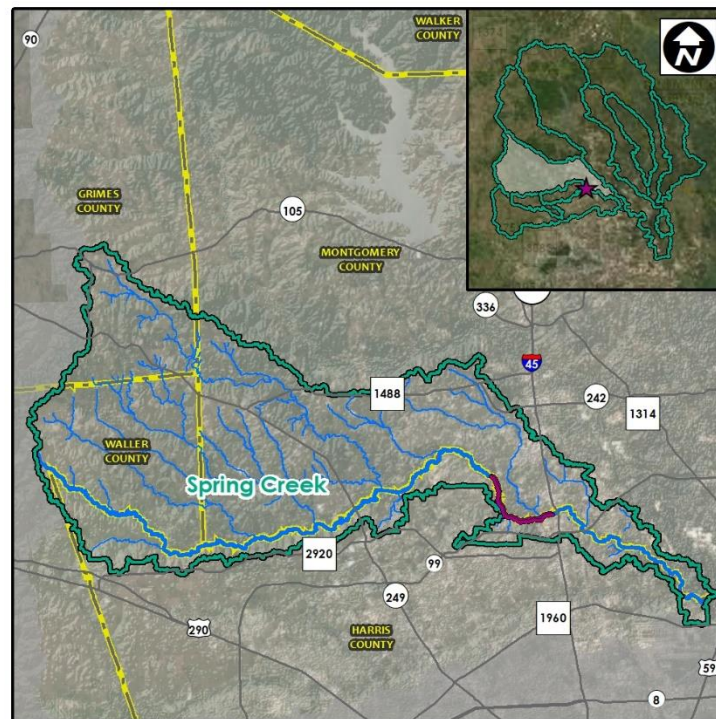 WALKER
COUNTY
N
90
GRIMES
COUNTY
105
MONTGOMERY
COUNTY
336
45
1488
242
1314
WALLER
COUNTY
Spring Creek
2920
99
249
290
HARRIS
COUNTY
1960
59
8